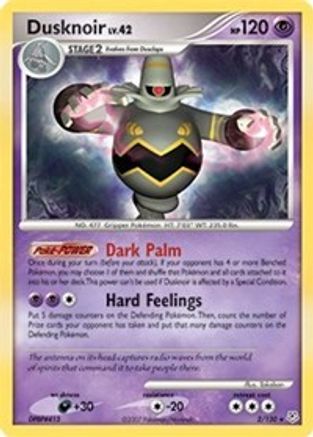 Dusknoir LV.42 HP 120
STAGE 2 Evolves from Dusclops
NO. 477 Gripper Pokémon HT: 7'03" WT: 235.0 lbs.
POKé-POWER Dark Palm
Once during your turn (before your attack), if your opponent has 4 or more Benched
Pokémon, you may choose 1 of them and shuffle that Pokémon and all cards attached to it
into his or her deck. This power can't be used if Dusknoir is affected by a Special Condition.
Hard Feelings
Put 5 damage counters on the Defending Pokémon. Then, count the number of
Prize cards your opponent has taken and put that many damage counters on the
Defending Pokémon.
The antenna on its head captures radio waves from the world
of spirits that command it to take people there.
weakness resistance retreat cost
+30 -20
©2007 Pokémon/Nintendo 2/130